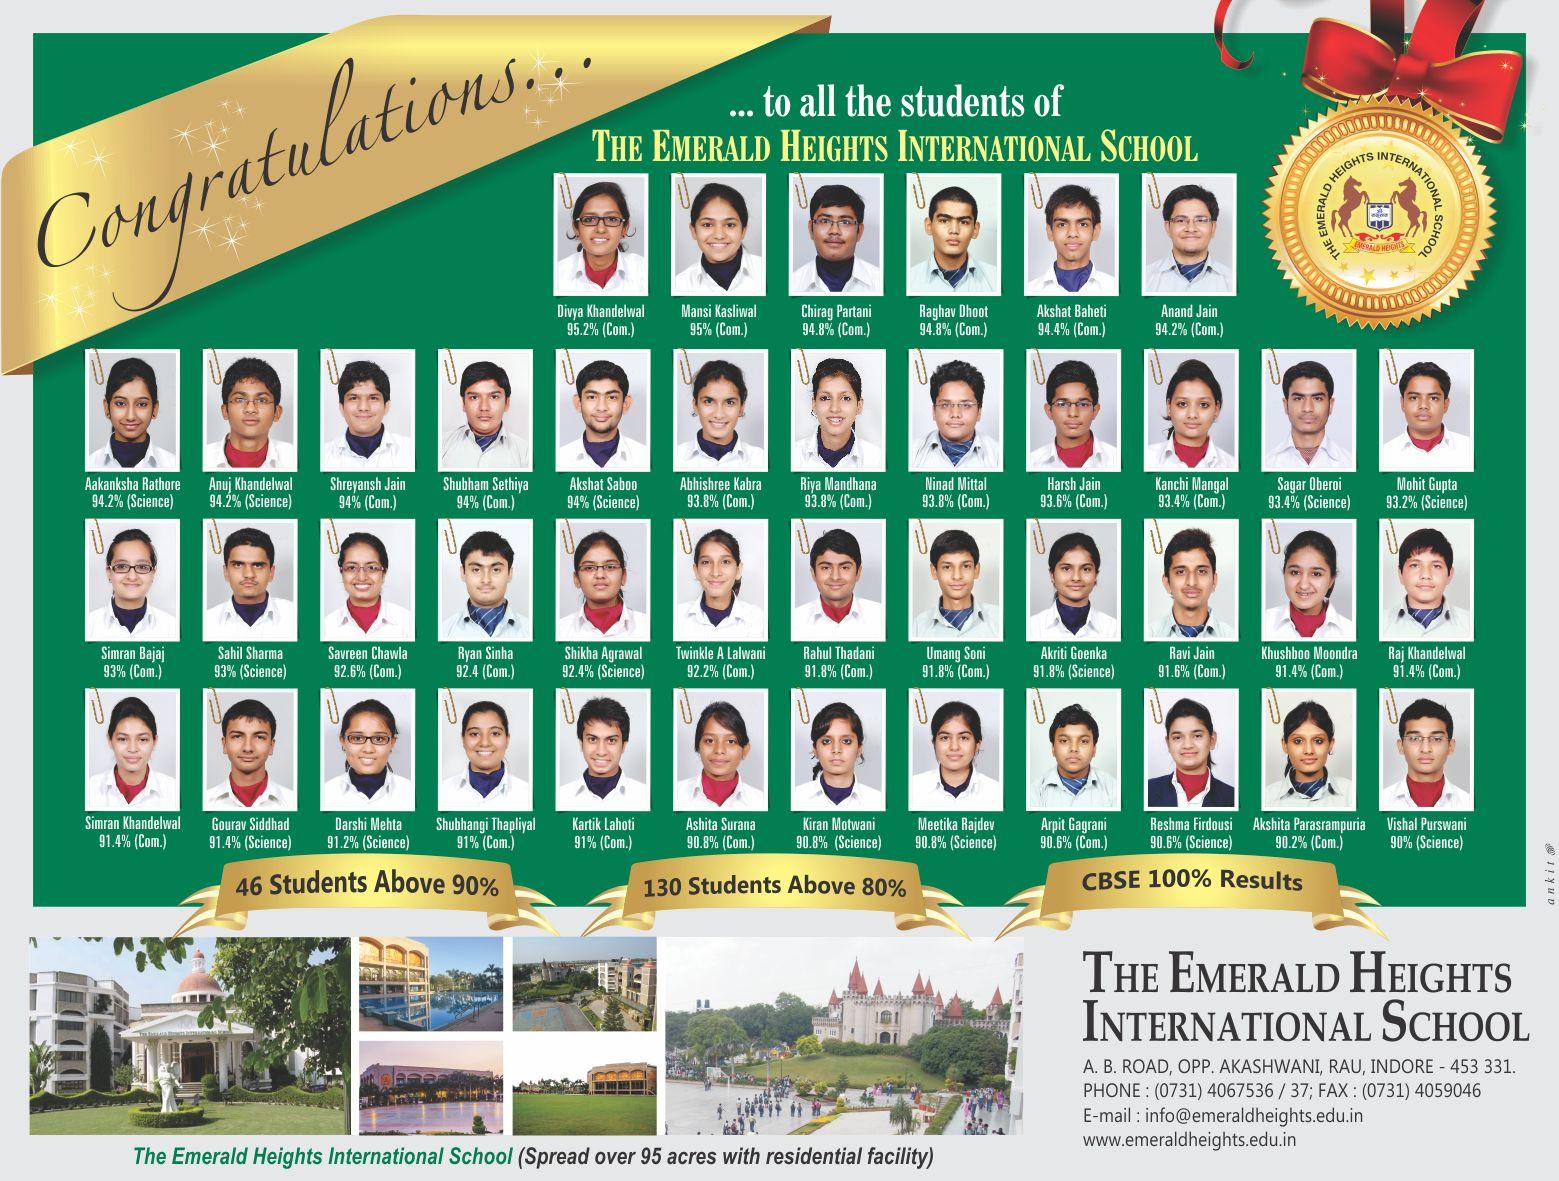 Congratulations...
... to all the students of
THE EMERALD HEIGHTS INTERNATIONAL SCHOOL
THE EMERALD HEIGHTS INTERNATIONAL SCHOOL
EMERALD HEIGHTS
Divya Khandelwal
95.2% (Com.)
Mansi Kasliwal
95% (Com.)
Chirag Partani
94.8% (Com.)
Raghav Dhoot
94.8% (Com.)
Akshat Baheti
94.4% (Com.)
Anand Jain
94.2% (Com.)
Aakanksha Rathore
94.2% (Science)
Anuj Khandelwal
94.2% (Science)
Shreyansh Jain
94% (Com.)
Shubham Sethiya
94% (Com.)
Akshat Saboo
94% (Science)
Abhishree Kabra
93.8% (Com.)
Riya Mandhana
93.8% (Com.)
Ninad Mittal
93.8% (Com.)
Harsh Jain
93.6% (Com.)
Kanchi Mangal
93.4% (Com.)
Sagar Oberoi
93.4% (Science)
Mohit Gupta
93.2% (Science)
Simran Bajaj
93% (Com.)
Sahil Sharma
93% (Science)
Savreen Chawla
92.6% (Com.)
Ryan Sinha
92.4 (Com.)
Shikha Agrawal
92.4% (Science)
Twinkle A Lalwani
92.2% (Com.)
Rahul Thadani
91.8% (Com.)
Umang Soni
91.8% (Com.)
Akriti Goenka
91.8% (Science)
Ravi Jain
91.6% (Com.)
Khushboo Moondra
91.4% (Com.)
Raj Khandelwal
91.4% (Com.)
Simran Khandelwal
91.4% (Com.)
Gourav Siddhad
91.4% (Science)
Darshi Mehta
91.2% (Science)
Shubhangi Thapliyal
91% (Com.)
Kartik Lahoti
91% (Com.)
Ashita Surana
90.8% (Com.)
Kiran Motwani
90.8% (Science)
Meetika Rajdev
90.8% (Science)
Arpit Gagrani
90.6% (Com.)
Reshma Firdousi
90.6% (Science)
Akshita Parasrampuria
90.2% (Com.)
Vishal Purswani
90% (Science)
46 Students Above 90%
130 Students Above 80%
CBSE 100% Results
ankit@
THE EMERALD HEIGHTS INTERNATIONAL SCHOOL
The Emerald Heights International School (Spread over 95 acres with residential facility)
THE EMERALD HEIGHTS
INTERNATIONAL SCHOOL
A. B. ROAD, OPP. AKASHWANI, RAU, INDORE - 453 331.
PHONE : (0731) 4067536 / 37; FAX : (0731) 4059046
E-mail : info@emeraldheights.edu.in
www.emeraldheights.edu.in